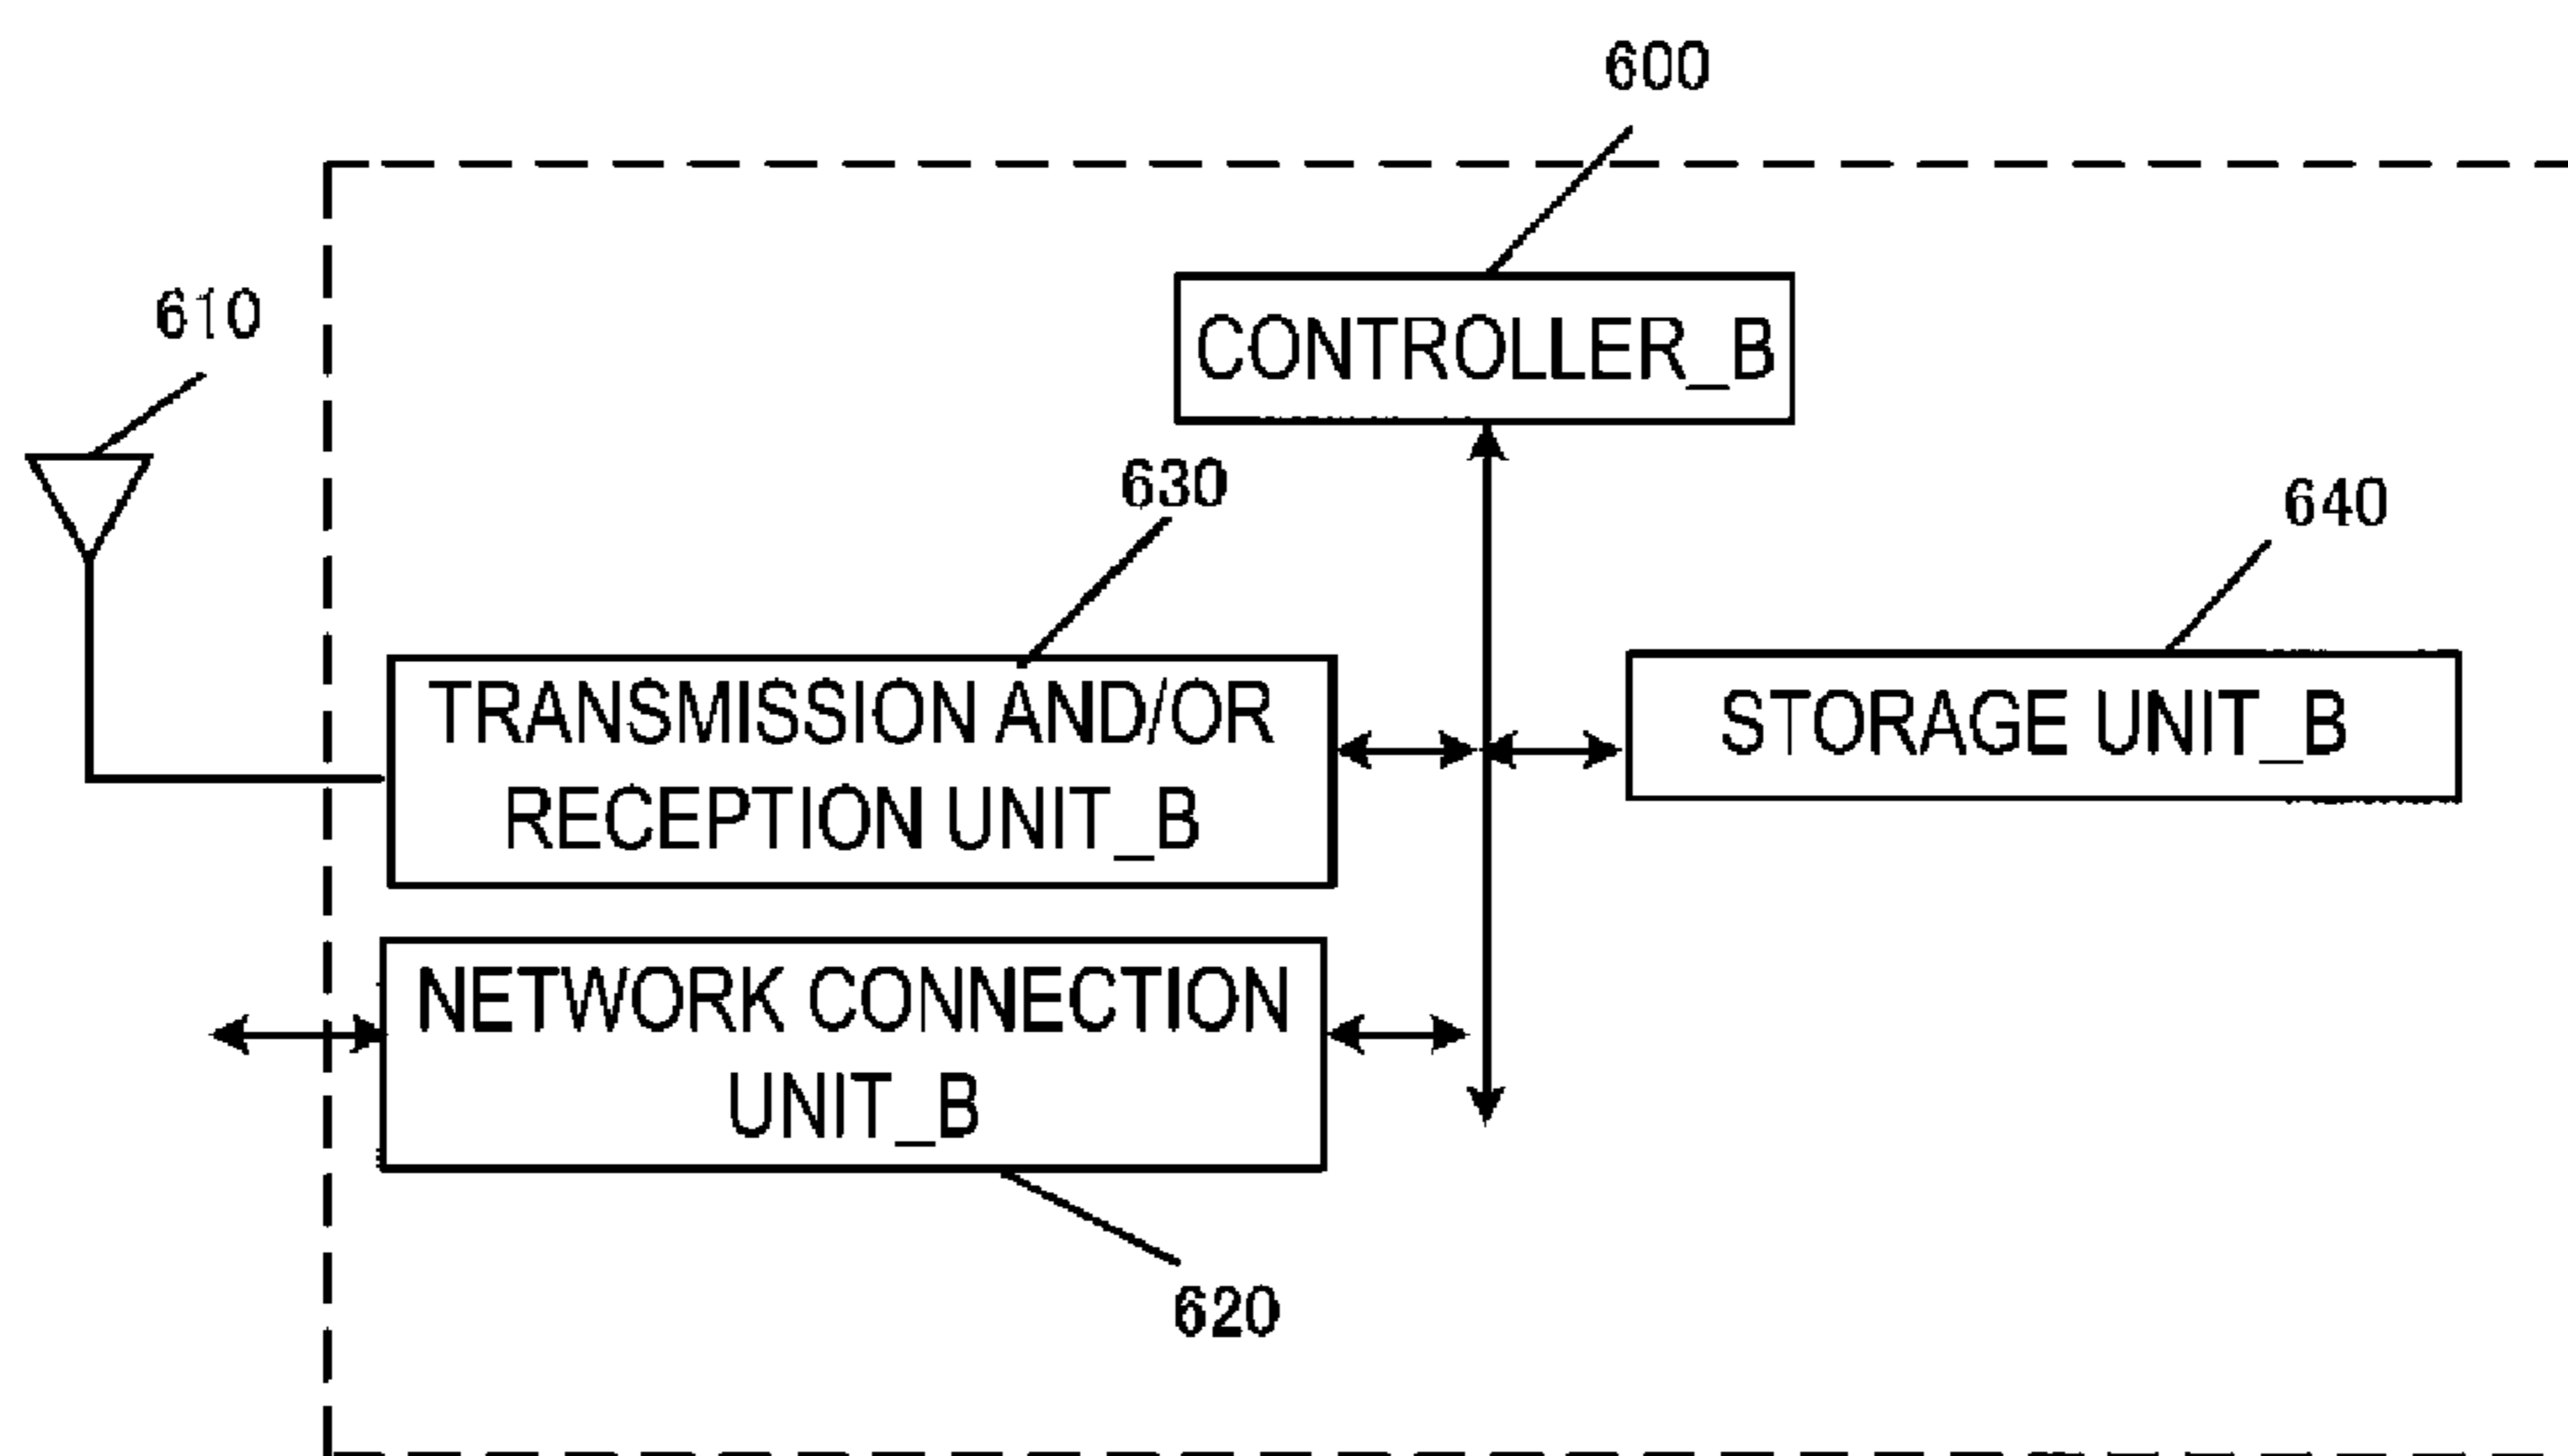 600
610
CONTROLLER_B
630
640
TRANSMISSION AND/OR
RECEPTION UNIT_B
STORAGE UNIT_B
NETWORK CONNECTION
UNIT_B
620